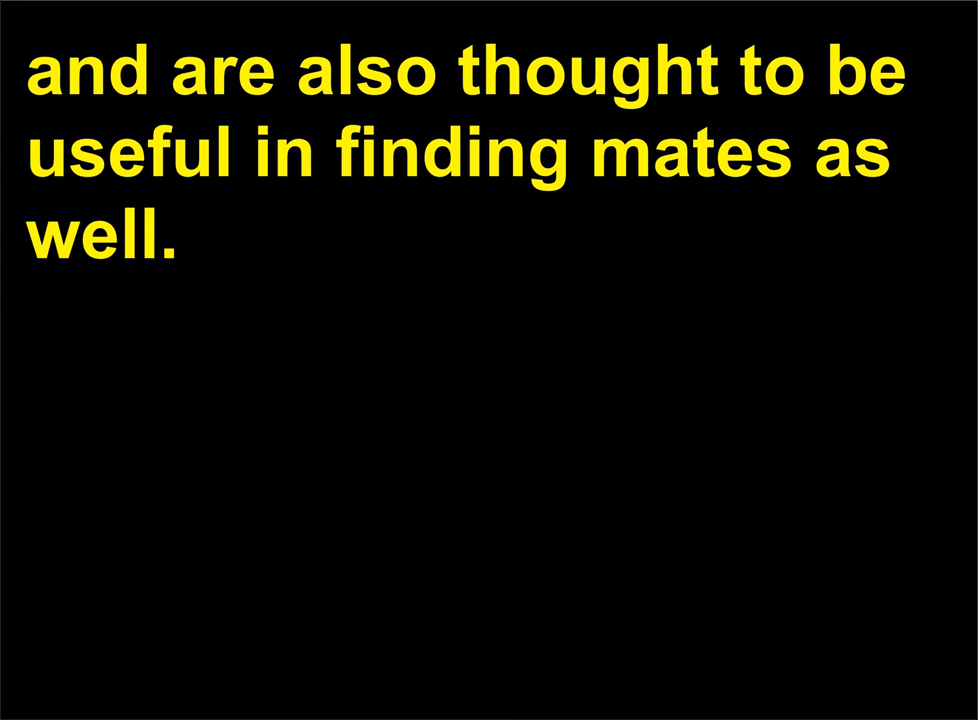 and are also thought to be
useful in finding mates as
well.